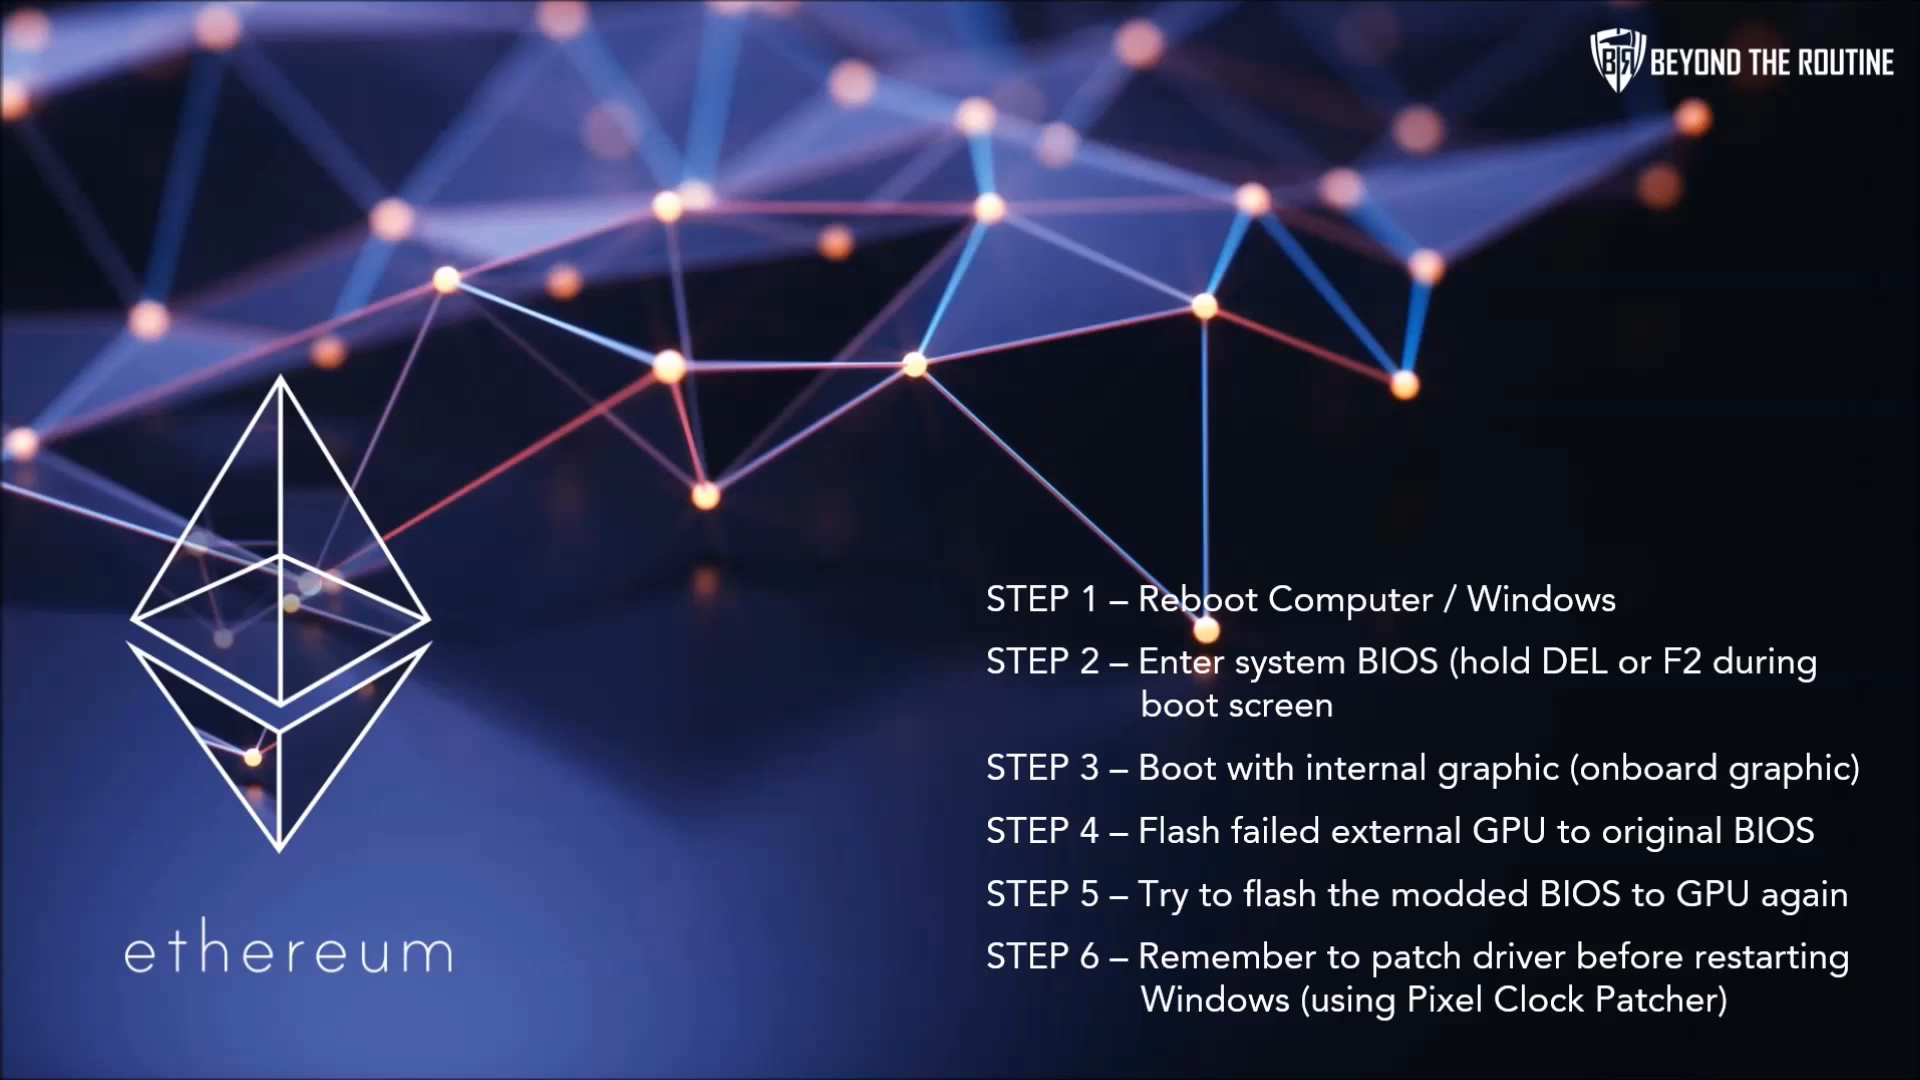 BEYOND THE ROUTINE
STEP 1 – Reboot Computer / Windows
STEP 2 – Enter system BIOS (hold DEL or F2 during
boot screen
STEP 3 – Boot with internal graphic (onboard graphic)
STEP 4 – Flash failed external GPU to original BIOS
STEP 5 – Try to flash the modded BIOS to GPU again
STEP 6 – Remember to patch driver before restarting
Windows (using Pixel Clock Patcher)
ethereum